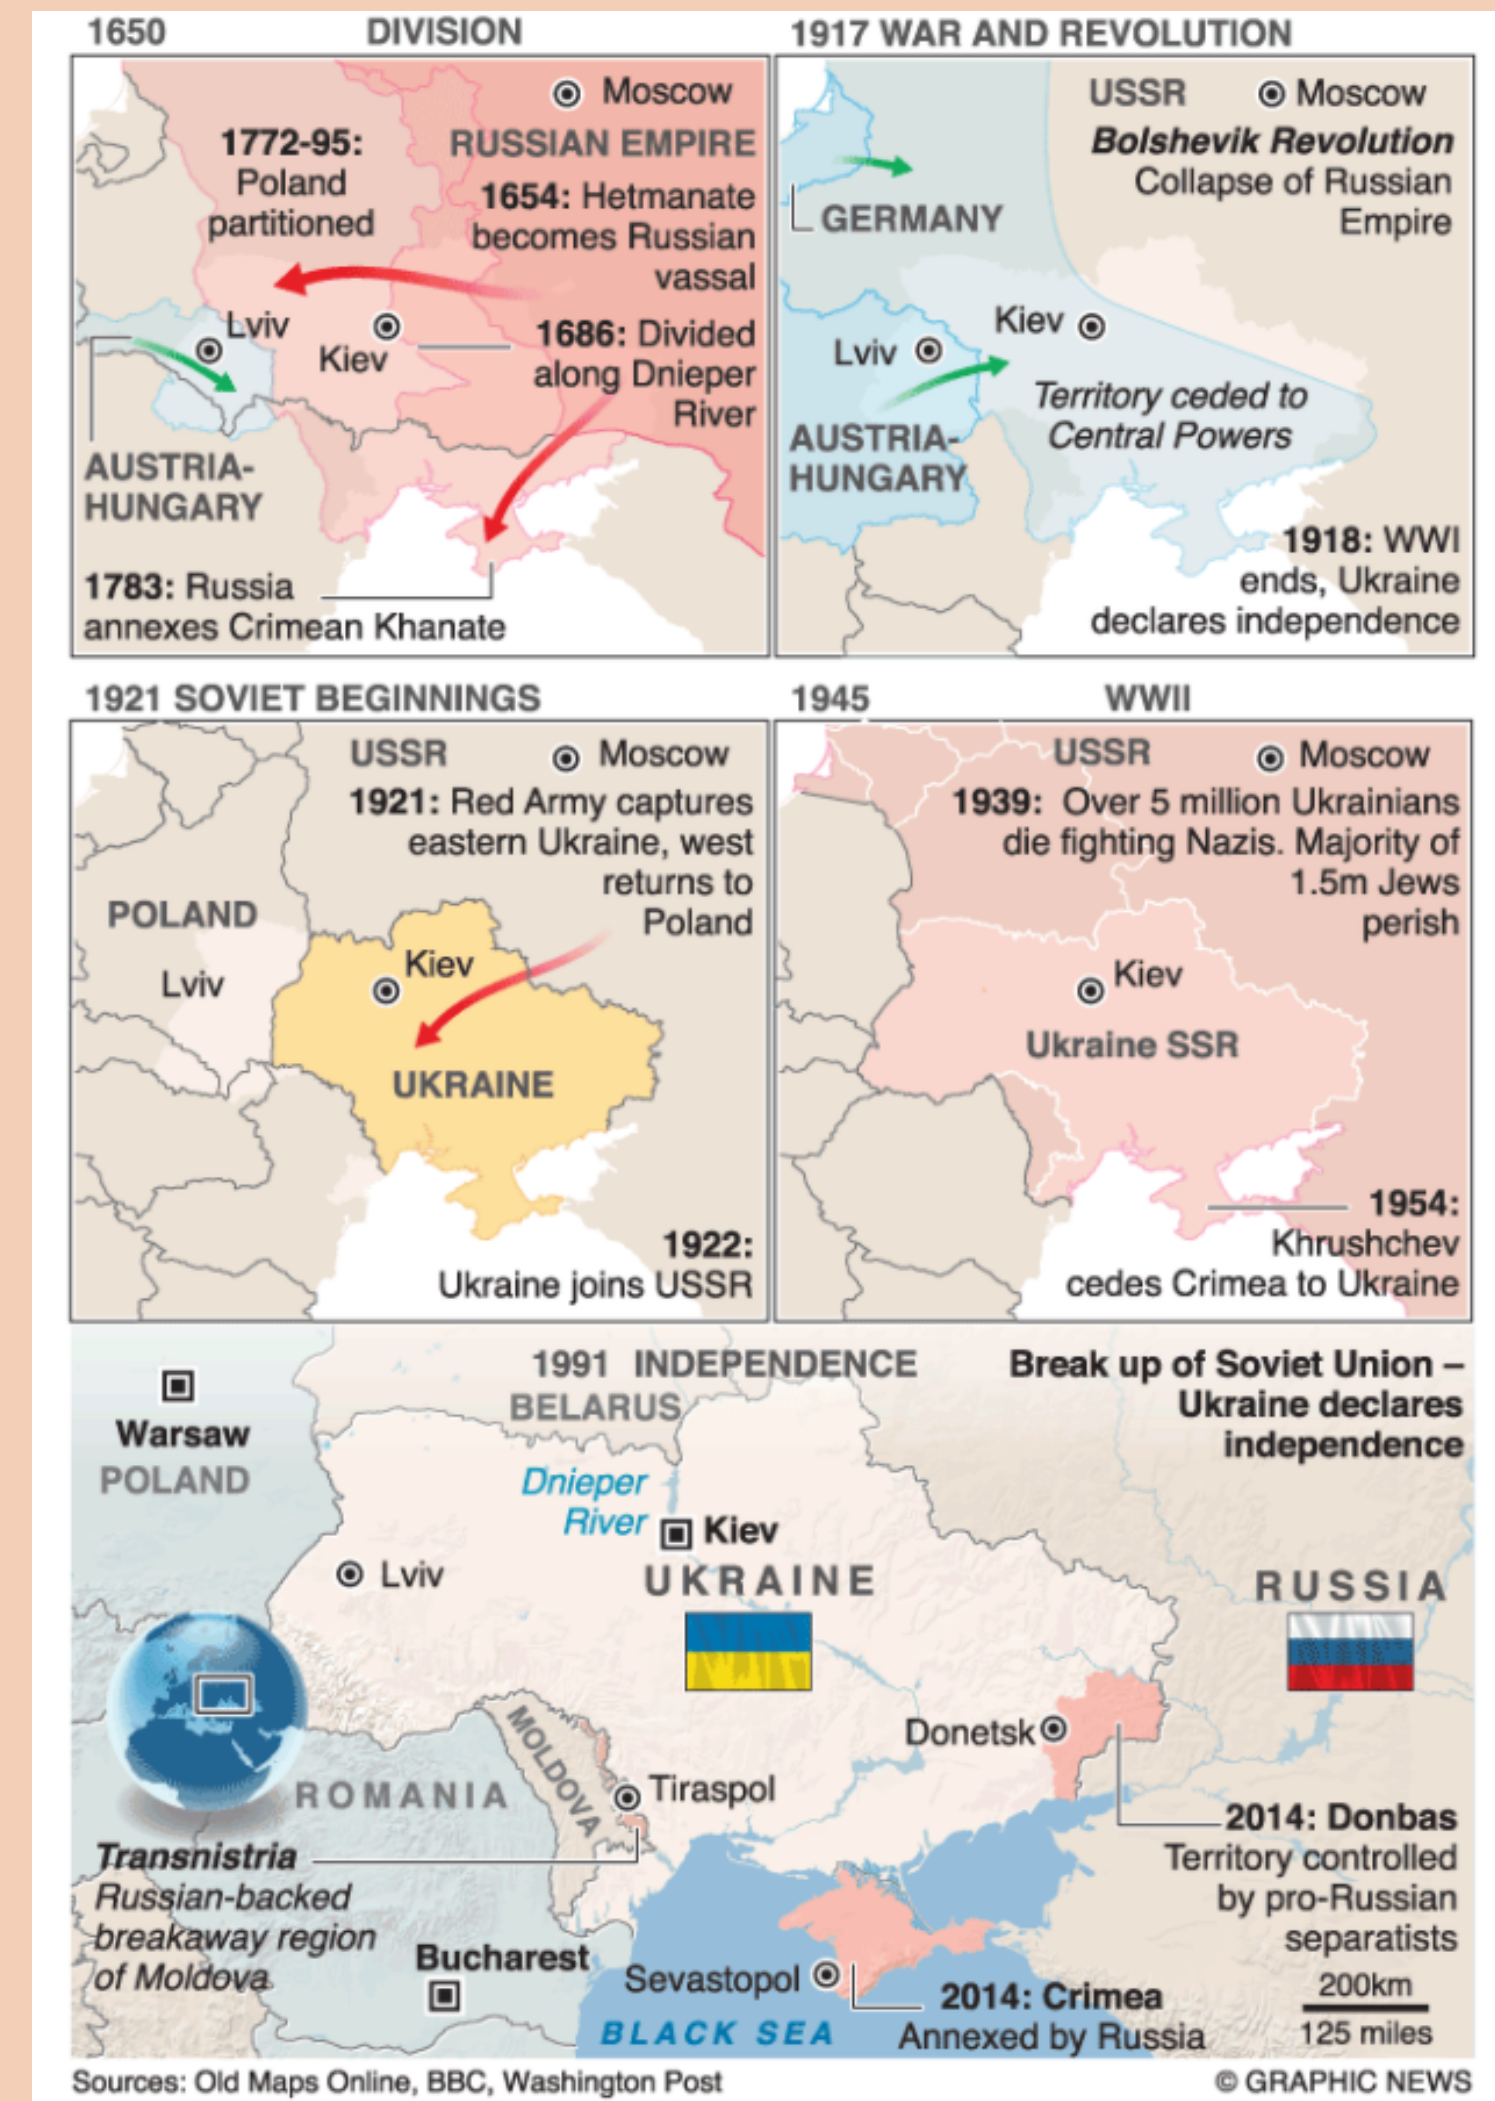 1650 DIVISION
Moscow
1772-95:
Poland
partitioned
RUSSIAN EMPIRE
1654: Hetmanate
becomes Russian
vassal
Lviv
Kiev
1686: Divided
along Dnieper
River
AUSTRIA-
HUNGARY
1783: Russia
annexes Crimean Khanate
1917 WAR AND REVOLUTION
USSR
Moscow
Bolshevik Revolution
Collapse of Russian
Empire
GERMANY
Kiev
Lviv
Territory ceded to
Central Powers
AUSTRIA-
HUNGARY
1918: WWI
ends, Ukraine
declares independence
1921 SOVIET BEGINNINGS
USSR
Moscow
1921: Red Army captures
eastern Ukraine, west
returns to
Poland
POLAND
Kiev
Lviv
UKRAINE
1922:
Ukraine joins USSR
1945 WWII
USSR
Moscow
1939: Over 5 million Ukrainians
die fighting Nazis. Majority of
1.5m Jews
perish
Kiev
Ukraine SSR
1954:
Khrushchev
cedes Crimea to Ukraine
1991 INDEPENDENCE
Break up of Soviet Union –
Ukraine declares
independence
BELARUS
Warsaw
POLAND
Dnieper
River
Kiev
Lviv
UKRAINE
RUSSIA
MOLDOVA
Donetsk
Tiraspol
ROMANIA
2014: Donbas
Territory controlled
by pro-Russian
separatists
Transnistria
Russian-backed
breakaway region
of Moldova
Bucharest
Sevastopol
2014: Crimea
Annexed by Russia
BLACK SEA
200km
125 miles
Sources: Old Maps Online, BBC, Washington Post
© GRAPHIC NEWS